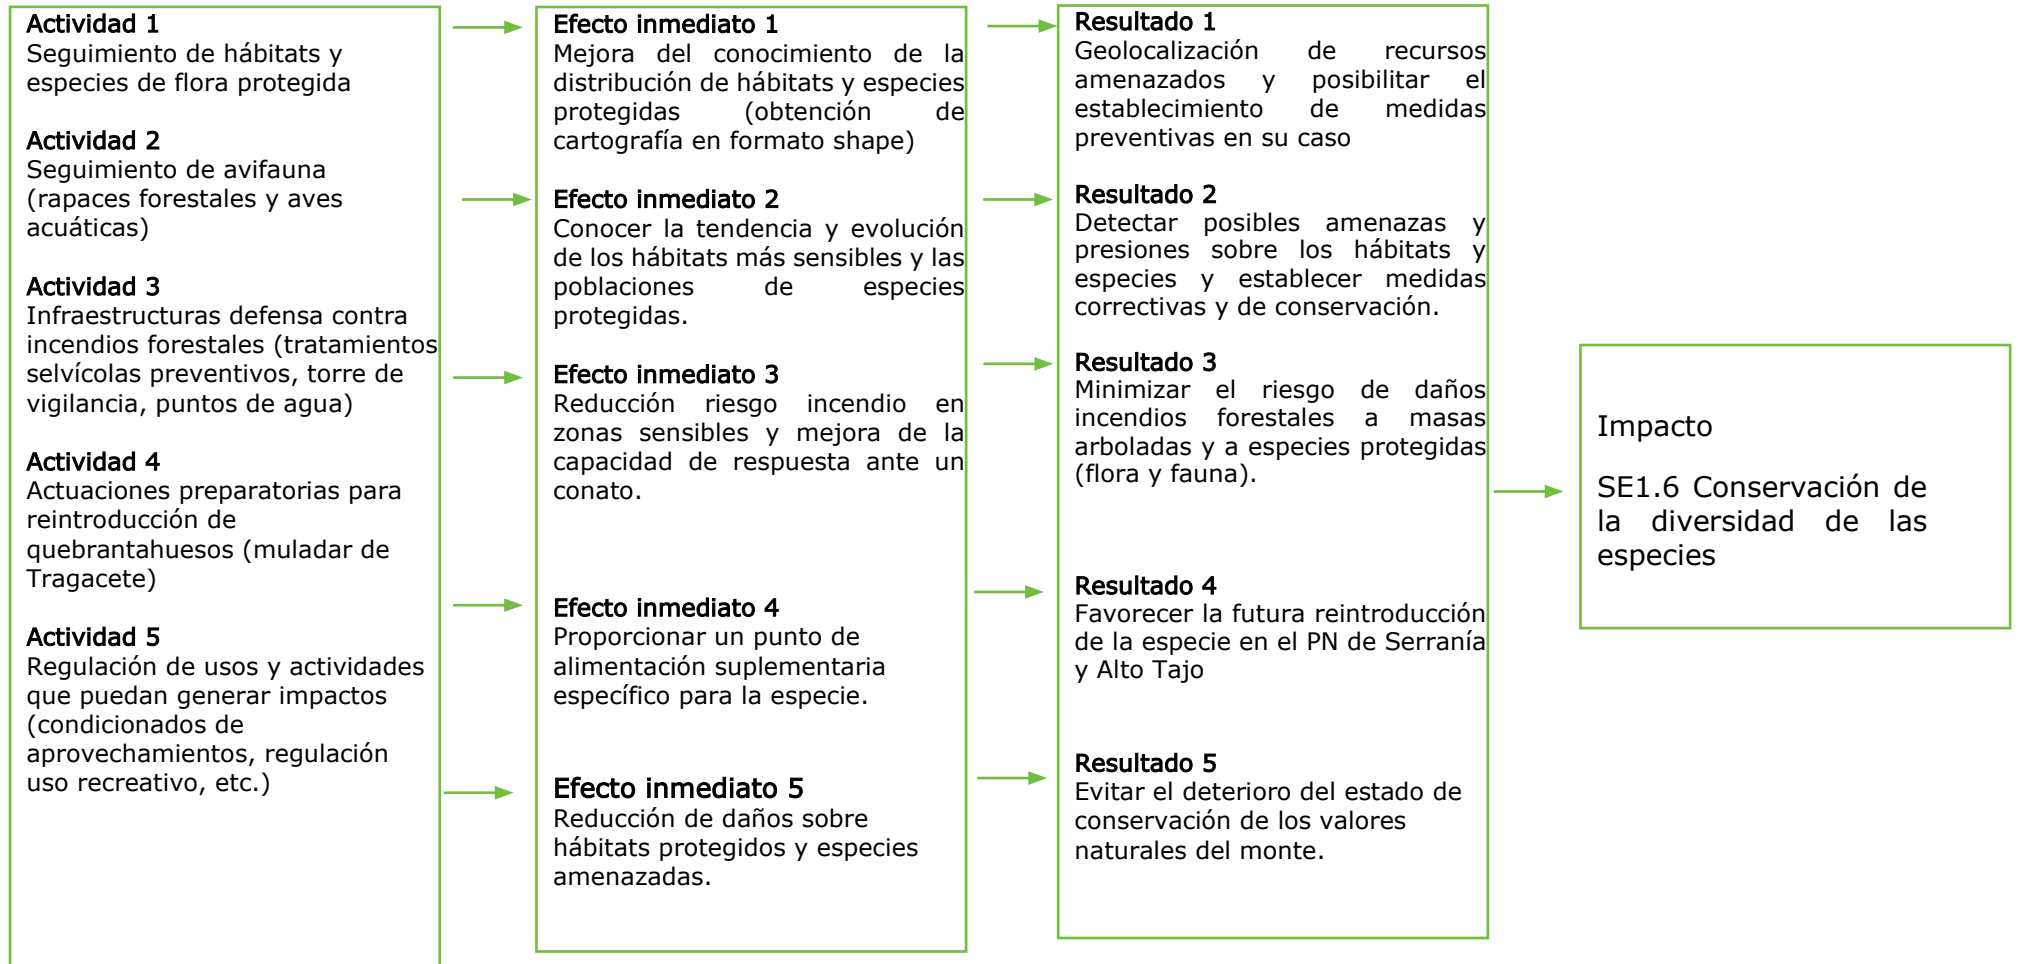 Actividad 1
Seguimiento de hábitats y
especies de flora protegida
Actividad 2
Seguimiento de avifauna
(rapaces forestales y aves
acuáticas)
Actividad 3
Infraestructuras defensa contra
incendios forestales (tratamientos
selvícolas preventivos, torre de
vigilancia, puntos de agua)
Actividad 4
Actuaciones preparatorias para
reintroducción de
quebrantahuesos (muladar de
Tragacete)
Actividad 5
Regulación de usos y actividades
que puedan generar impactos
(condicionados de
aprovechamientos, regulación
uso recreativo, etc.)
Efecto inmediato 1
Mejora del conocimiento de la
distribución de hábitats y especies
protegidas (obtención de
cartografía en formato shape)
Efecto inmediato 2
Conocer la tendencia y evolución
de los hábitats más sensibles y las
poblaciones de especies
protegidas.
Efecto inmediato 3
Reducción riesgo incendio en
zonas sensibles y mejora de la
capacidad de respuesta ante un
conato.
Efecto inmediato 4
Proporcionar un punto de
alimentación suplementaria
específico para la especie.
Efecto inmediato 5
Reducción de daños sobre
hábitats protegidos y especies
amenazadas.
Resultado 1
Geolocalización de recursos
amenazados y posibilitar el
establecimiento de medidas
preventivas en su caso
Resultado 2
Detectar posibles amenazas y
presiones sobre los hábitats y
especies y establecer medidas
correctivas y de conservación.
Resultado 3
Minimizar el riesgo de daños
incendios forestales a masas
arboladas y a especies protegidas
(flora y fauna).
Resultado 4
Favorecer la futura reintroducción
de la especie en el PN de Serranía
y Alto Tajo
Resultado 5
Evitar el deterioro del estado de
conservación de los valores
naturales del monte.
Impacto
SE1.6 Conservación de
la diversidad de las
especies